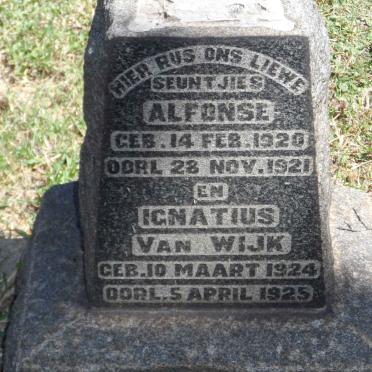 HIER RUS ONS LIEWE
SEUNTJIES
ALFONSE
GEB. 14 FEB. 1920
OORL 28 NOV. 1921
EN
IGNATIUS
VAN WIJK
GEB. 10 MAART 1924
OORL. 5 APRIL 1925